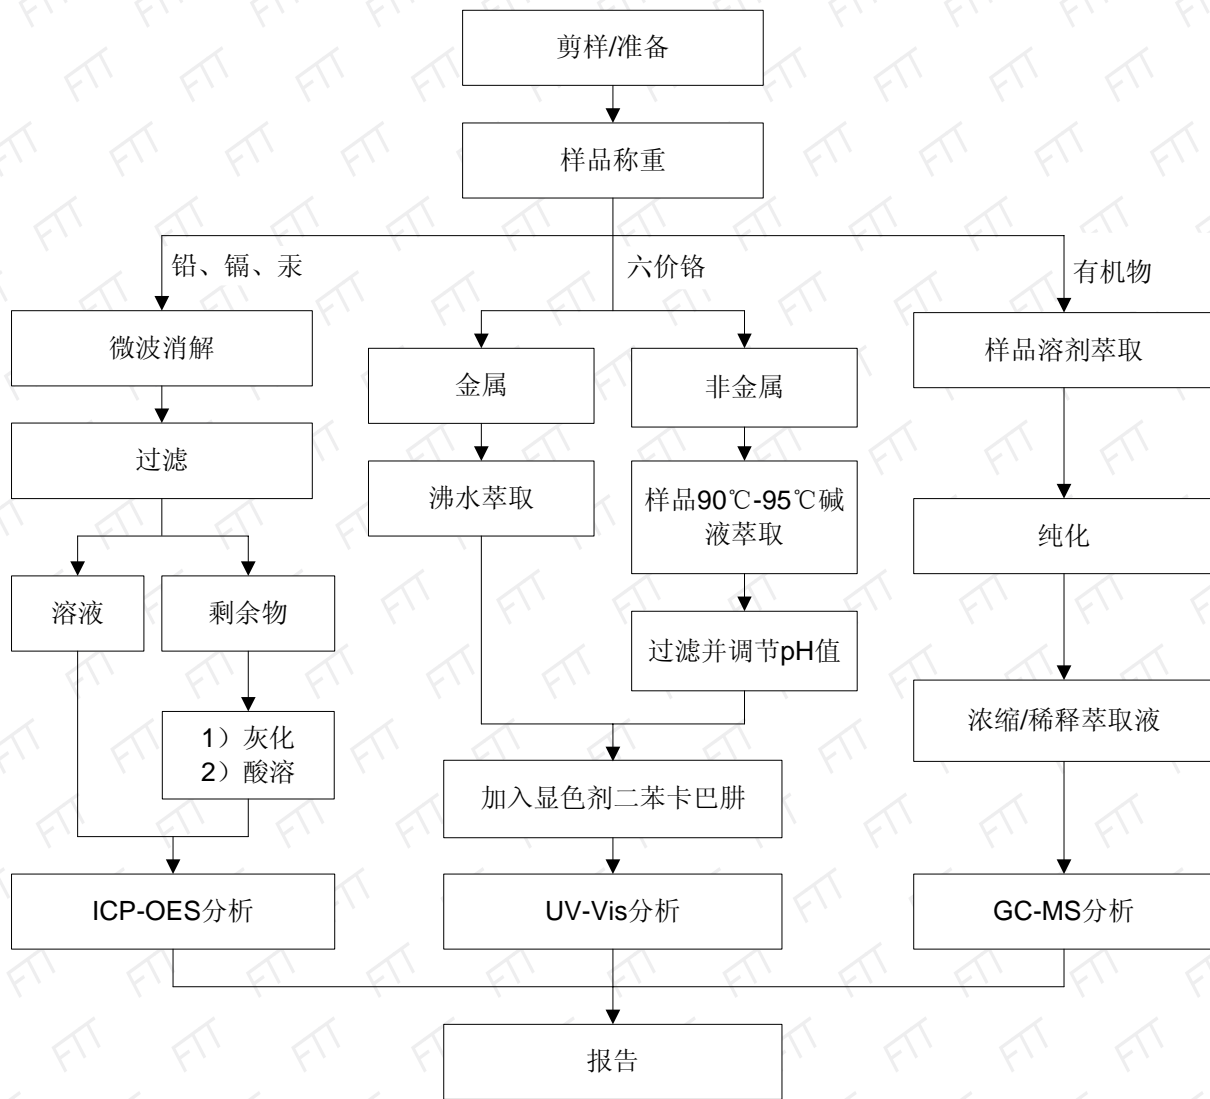 剪样/准备
样品称重
铅、镉、汞
六价铬
有机物
微波消解
金属
非金属
样品溶剂萃取
过滤
沸水萃取
样品90℃-95℃碱
液萃取
纯化
溶液
剩余物
过滤并调节pH值
1）灰化
2）酸溶
浓缩/稀释萃取液
加入显色剂二苯卡巴肼
ICP-OES分析
UV-Vis分析
GC-MS分析
报告
FTT